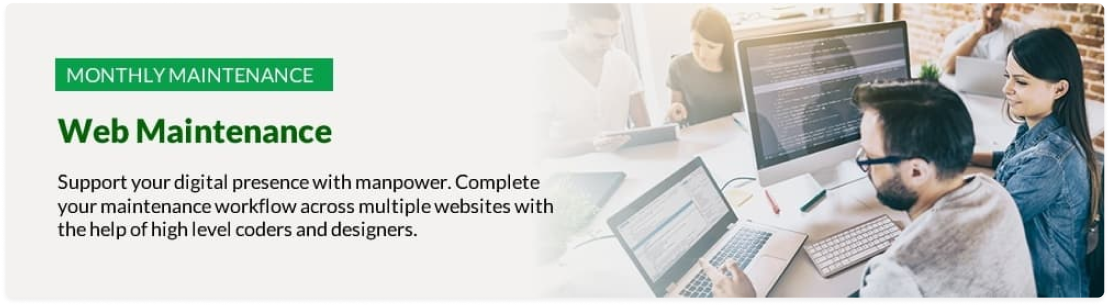 MONTHLY MAINTENANCE
Web Maintenance
Support your digital presence with manpower. Complete
your maintenance workflow across multiple websites with
the help of high level coders and designers.